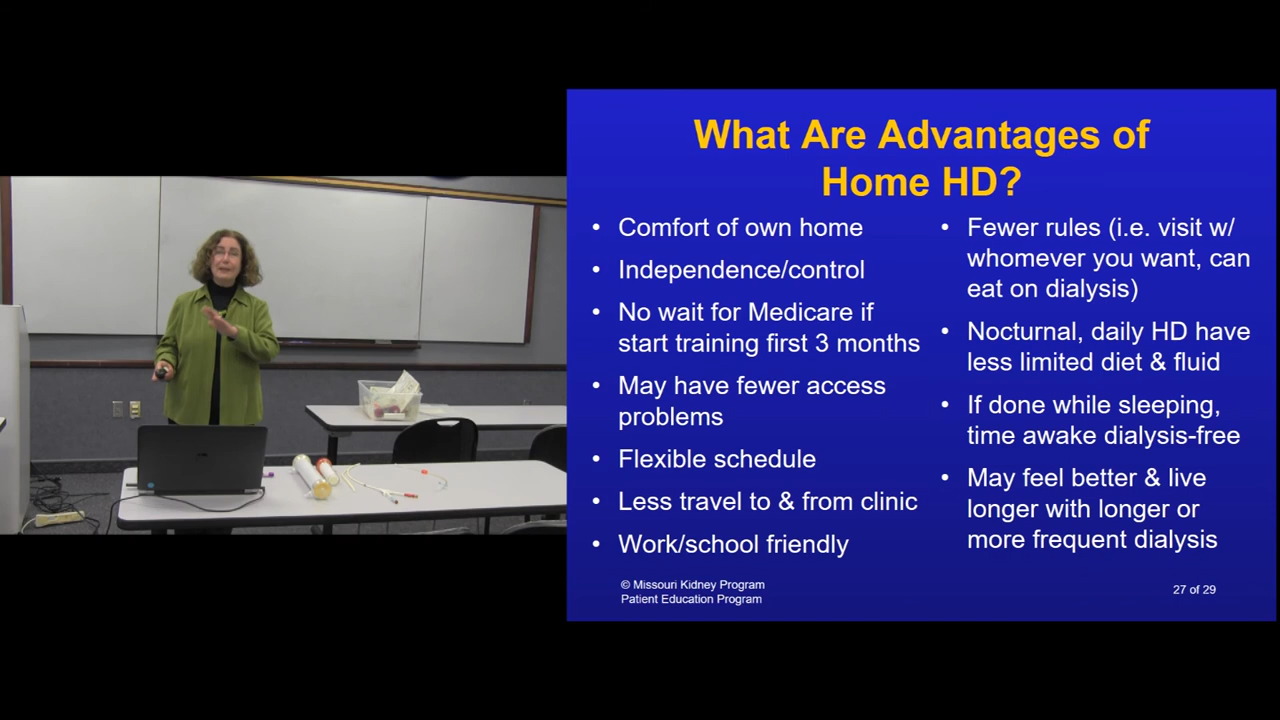 What Are Advantages of
Home HD?
• Comfort of own home
• Independence/control
• No wait for Medicare if
start training first 3 months
• May have fewer access
problems
• Flexible schedule
• Less travel to & from clinic
• Work/school friendly
• Fewer rules (i.e. visit w/
whomever you want, can
eat on dialysis)
• Nocturnal, daily HD have
less limited diet & fluid
• If done while sleeping,
time awake dialysis-free
• May feel better & live
longer with longer or
more frequent dialysis
© Missouri Kidney Program
Patient Education Program
27 of 29